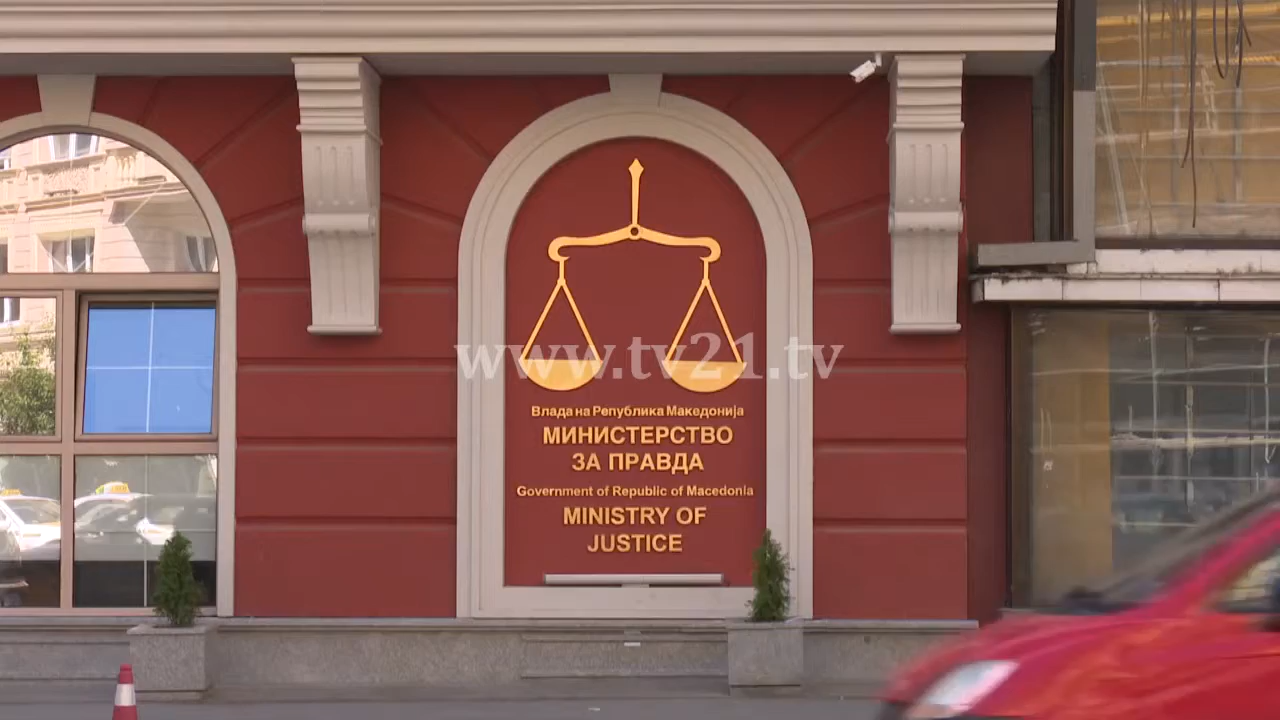 www.tv21.tv
Влада на Република Македонија
МИНИСТЕРСТВО
ЗА ПРАВДА
Government of Republic of Macedonia
MINISTRY OF
JUSTICE